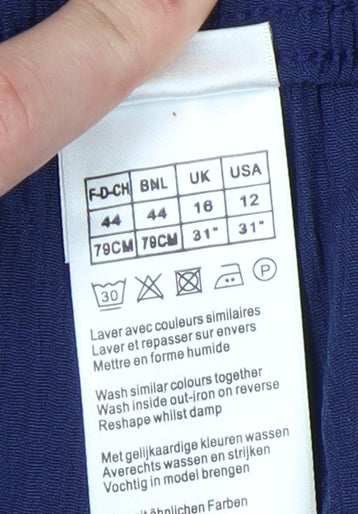 F-D-CH BNL UK USA
44 44 16 12
79CM 79CM 31" 31"
30 P
Laver avec couleurs similaires
Laver et repasser sur envers
Mettre en forme humide
Wash similar colours together
Wash inside out-iron on reverse
Reshape whilst damp
Met gelijkaardige kleuren wassen
Averechts wassen en strijken
Vochtig in model brengen
mit ähnlichen Farben